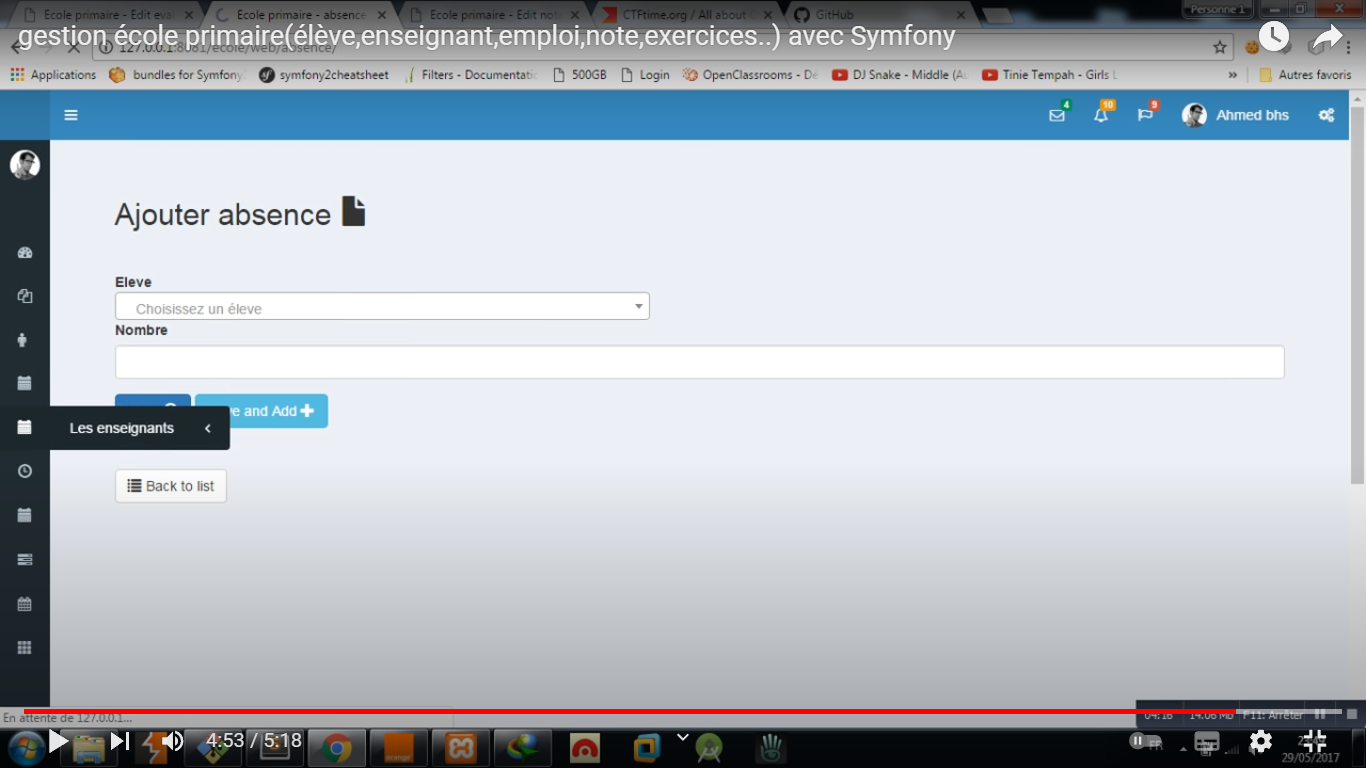 Ecole primaire - Edit eva
Ecole primaire - absence
Ecole primaire - Edit not
CTFtime.org / All about
GitHub
Personne 1
gestion école primaire(élève,enseignant,emploi,note,exercices..) avec Symfony
127.0.0.1:8081/ecole/web/absence/
Applications
bundles for Symfony
symfony2cheatsheet
Filters - Documentatic
500GB
Login
OpenClassrooms - Dé
DJ Snake - Middle (A
Tinie Tempah - Girls L
»
Autres favoris
4
10
9
Ahmed bhs
Ajouter absence
Eleve
Choisissez un éleve
Nombre
e and Add
Les enseignants
Back to list
En attente de 127.0.0.1...
04:16
14.06 Mb
F11: Arrêter
4:53 / 5:18
FR
29/05/2017